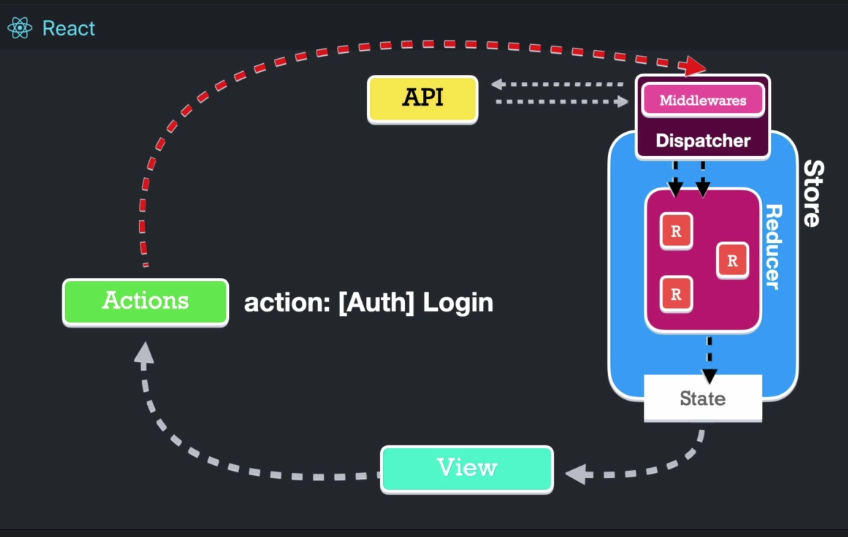 React
API
Middlewares
Dispatcher
Store
Reducer
R
R
R
Actions
action: [Auth] Login
State
View